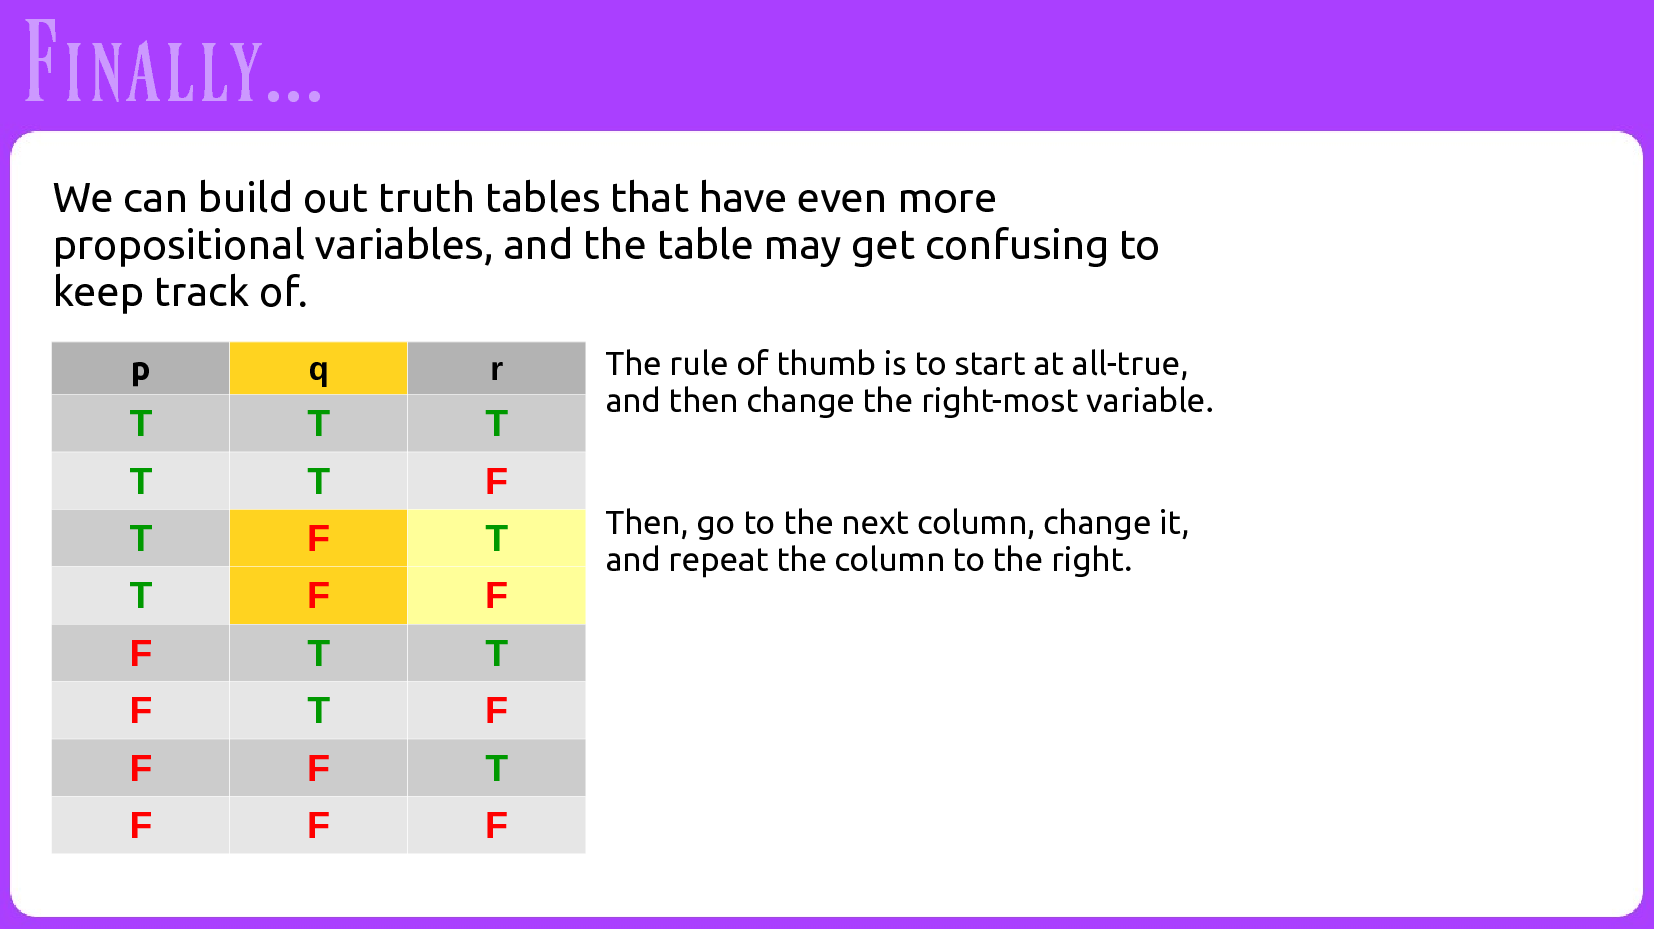 Finally...
We can build out truth tables that have even more
propositional variables, and the table may get confusing to
keep track of.
p q r
T T T
T T F
T F T
T F F
F T T
F T F
F F T
F F F
The rule of thumb is to start at all-true,
and then change the right-most variable.
Then, go to the next column, change it,
and repeat the column to the right.